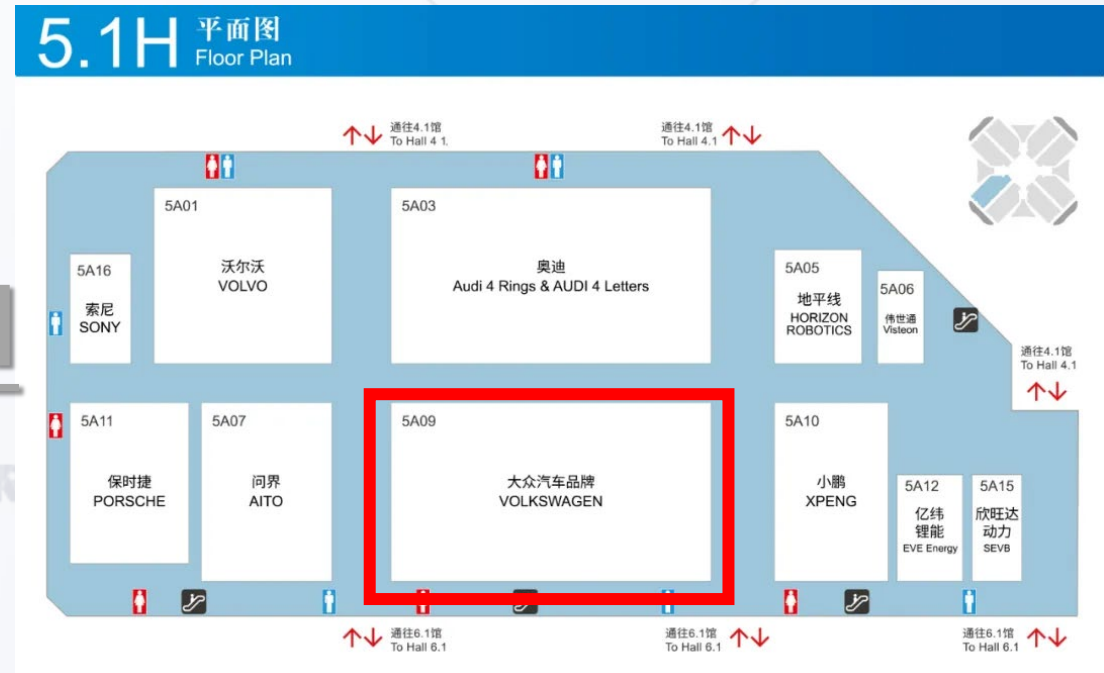 5.1H 平面图
Floor Plan
通往4.1馆
To Hall 4 1.
通往4.1馆
To Hall 4.1
5A01
沃尔沃
VOLVO
5A03
奥迪
Audi 4 Rings & AUDI 4 Letters
5A16
索尼
SONY
5A05
地平线
HORIZON
ROBOTICS
5A06
伟世通
Visteon
通往4.1馆
To Hall 4.1
5A11
保时捷
PORSCHE
5A07
问界
AITO
5A09
大众汽车品牌
VOLKSWAGEN
5A10
小鹏
XPENG
5A12
亿纬
锂能
EVE Energy
5A15
欣旺达
动力
SEVB
通往6.1馆
To Hall 6.1
通往6.1馆
To Hall 6.1
通往6.1馆
To Hall 6.1